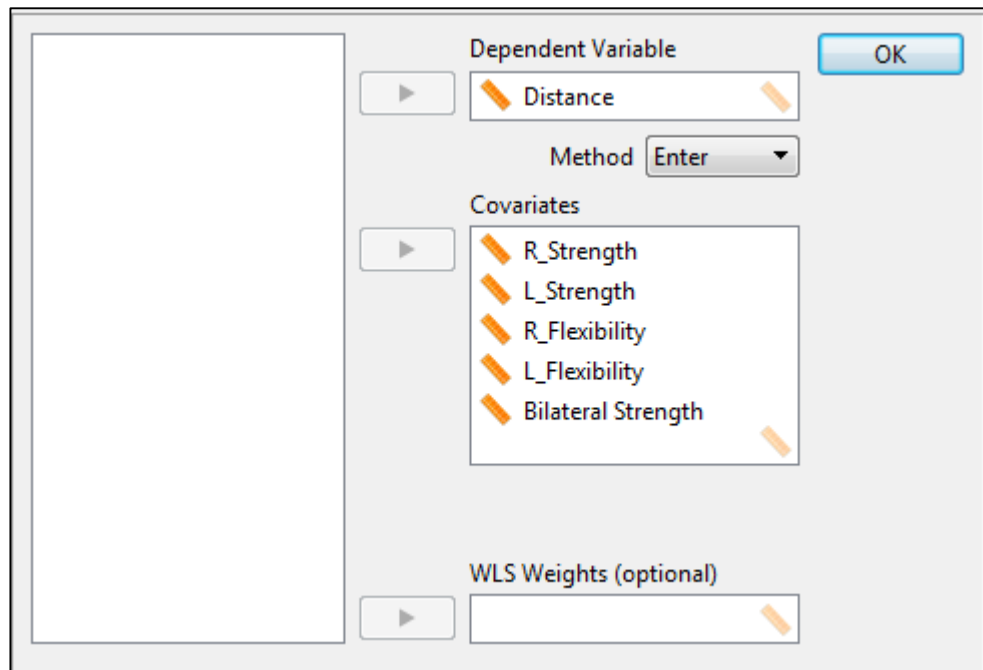 Dependent Variable
OK
Distance
Method Enter
Covariates
R_Strength
L_Strength
R_Flexibility
L_Flexibility
Bilateral Strength
WLS Weights (optional)